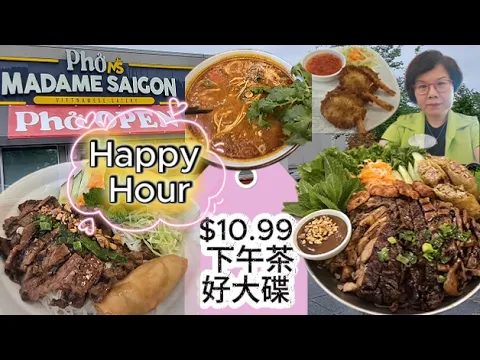 Phở N'S
MADAME SAIGON
VIETNAMESE EATERY
Phở OPEN
Happy
Hour
$10.99
下午茶
好大碟